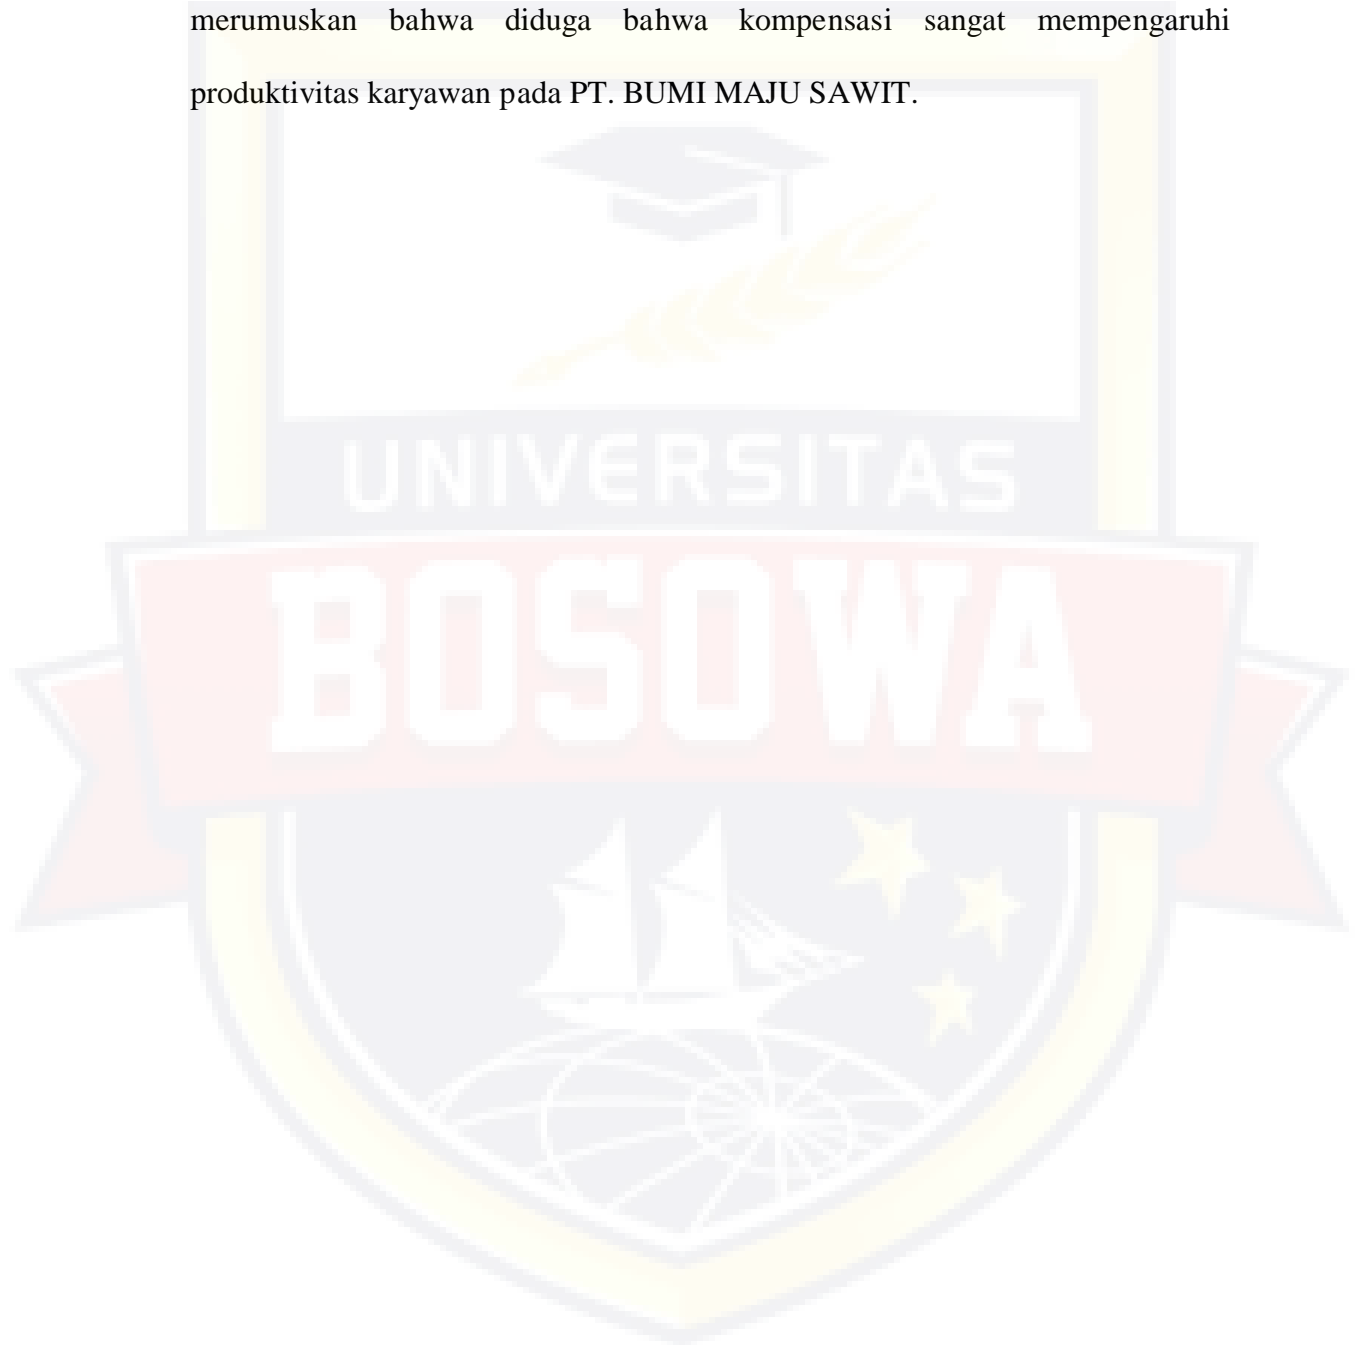 merumuskan bahwa diduga bahwa kompensasi sangat mempengaruhi
produktivitas karyawan pada PT. BUMI MAJU SAWIT.
UNIVERSITAS
BOSOWA